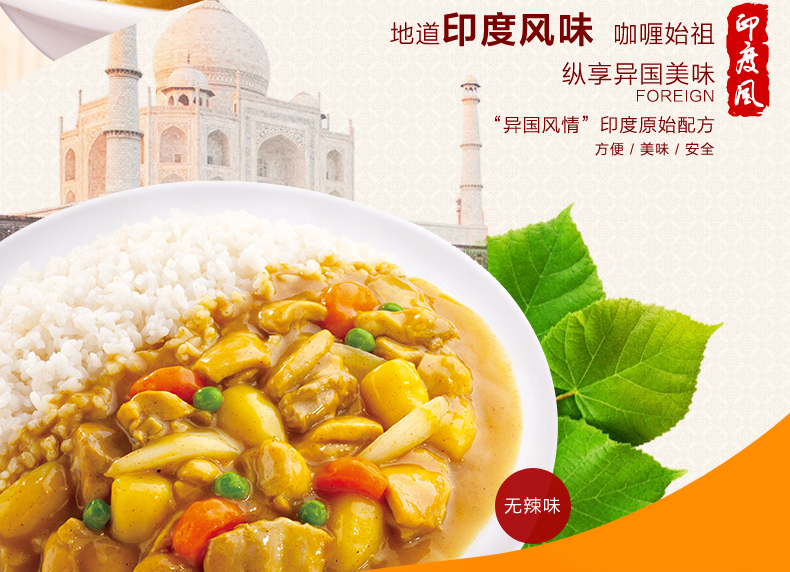 地道印度风味 咖喱始祖
纵享异国美味
FOREIGN
“异国风情”印度原始配方
方便 / 美味 / 安全
印度风
无辣味